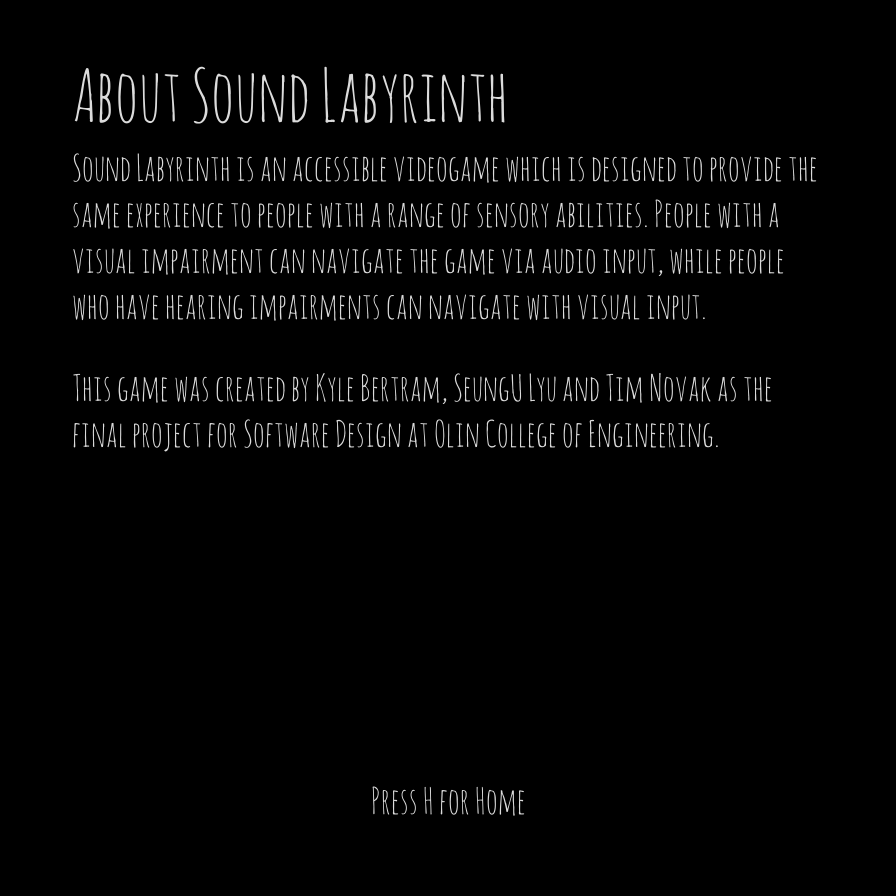 About Sound Labyrinth
Sound Labyrinth is an accessible videogame which is designed to provide the
same experience to people with a range of sensory abilities. People with a
visual impairment can navigate the game via audio input, while people
who have hearing impairments can navigate with visual input.
This game was created by Kyle Bertram, SeungU Lyu and Tim Novak as the
final project for Software Design at Olin College of Engineering.
Press H for Home